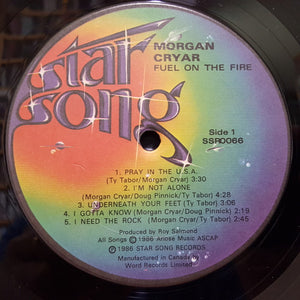 star
song
MORGAN
CRYAR
FUEL ON THE FIRE
Side 1
SSR0066
1. PRAY IN THE U.S.A.
(Ty Tabor/Morgan Cryar) 3:30
2. I'M NOT ALONE
(Morgan Cryar/Doug Pinnick/Ty Tabor) 4:28
3. UNDERNEATH YOUR FEET (Ty Tabor) 3:06
4. I GOTTA KNOW (Morgan Cryar/Doug Pinnick) 2:19
5. I NEED THE ROCK (Morgan Cryar/Ty Tabor) 2:45
Produced by Roy Salmond
All Songs © 1986 Ariose Music ASCAP
℗ 1986 STAR SONG RECORDS
Manufactured in Canada by
Word Records Limited